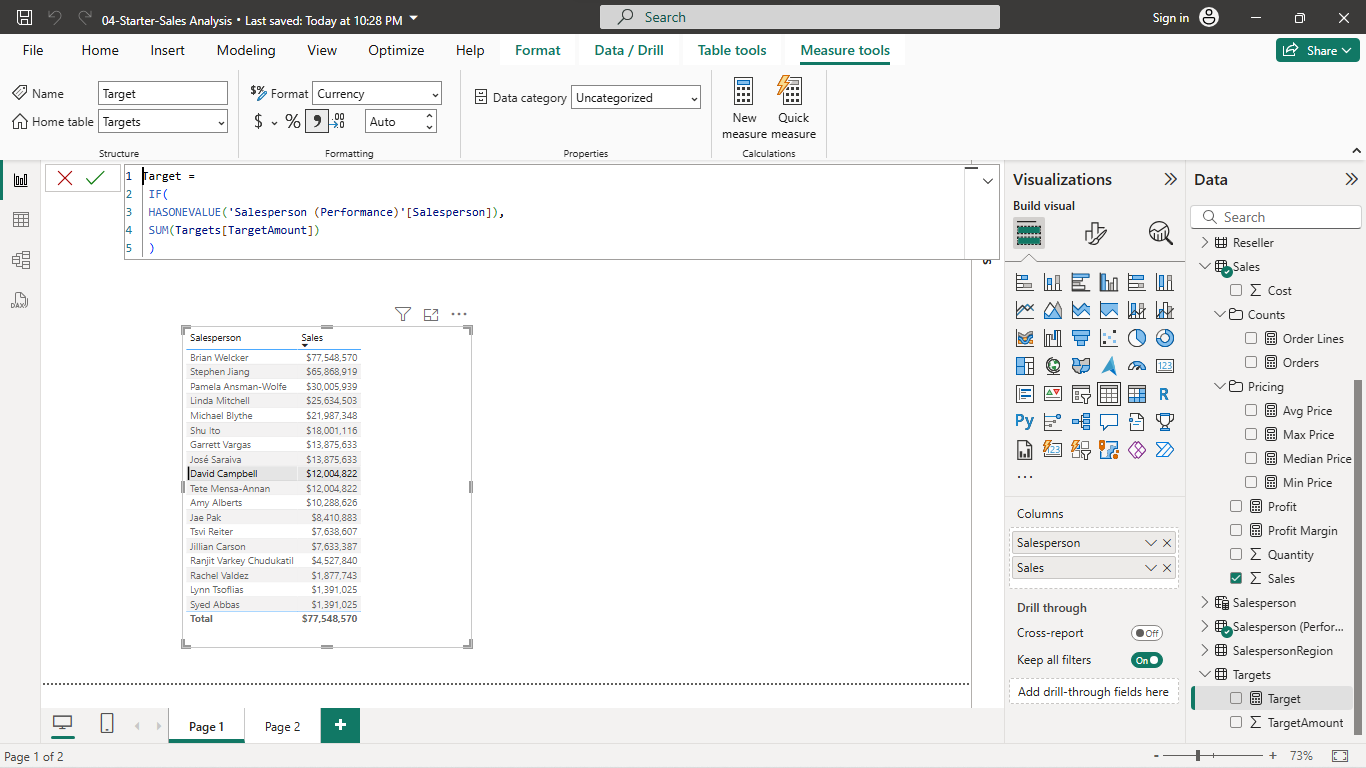 04-Starter-Sales Analysis • Last saved: Today at 10:28 PM
Search
Sign in
File
Home
Insert
Modeling
View
Optimize
Help
Format
Data / Drill
Table tools
Measure tools
Share
Name
Target
Home table
Targets
Structure
$% Format
Currency
$
%
Auto
Formatting
Data category
Uncategorized
Properties
New measure
Quick measure
Calculations
1 Target =
2 IF(
3 HASONEVALUE('Salesperson (Performance)'[Salesperson]),
4 SUM(Targets[TargetAmount])
5 )
Salesperson Sales
Brian Welcker $77,548,570
Stephen Jiang $65,868,919
Pamela Ansman-Wolfe $30,005,939
Linda Mitchell $25,634,503
Michael Blythe $21,987,348
Shu Ito $18,001,116
Garrett Vargas $13,875,633
José Saraiva $13,875,633
David Campbell $12,004,822
Tete Mensa-Annan $12,004,822
Amy Alberts $10,288,626
Jae Pak $8,410,883
Tsvi Reiter $7,638,607
Jillian Carson $7,633,387
Ranjit Varkey Chudukatil $4,527,840
Rachel Valdez $1,877,743
Lynn Tsoflias $1,391,025
Syed Abbas $1,391,025
Total $77,548,570
Visualizations
Build visual
123
R
Py
123
Columns
Salesperson
Sales
Drill through
Cross-report
Off
Keep all filters
On
Add drill-through fields here
Data
Search
Reseller
Sales
Cost
Counts
Order Lines
Orders
Pricing
Avg Price
Max Price
Median Price
Min Price
Profit
Profit Margin
Quantity
Sales
Salesperson
Salesperson (Perfor...
SalespersonRegion
Targets
Target
TargetAmount
DAX
Page 1
Page 2
+
Page 1 of 2
- + 73%